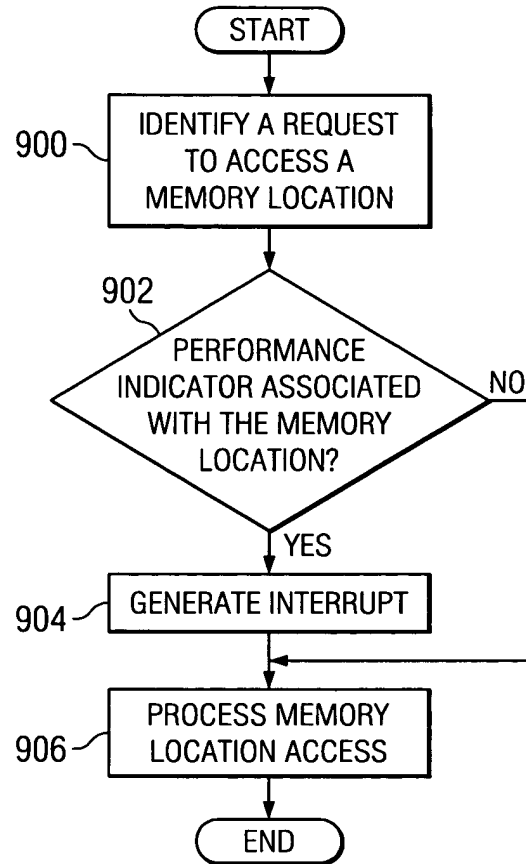 START
900
IDENTIFY A REQUEST
TO ACCESS A
MEMORY LOCATION
902
PERFORMANCE
INDICATOR ASSOCIATED
WITH THE MEMORY
LOCATION?
NO
YES
904
GENERATE INTERRUPT
906
PROCESS MEMORY
LOCATION ACCESS
END